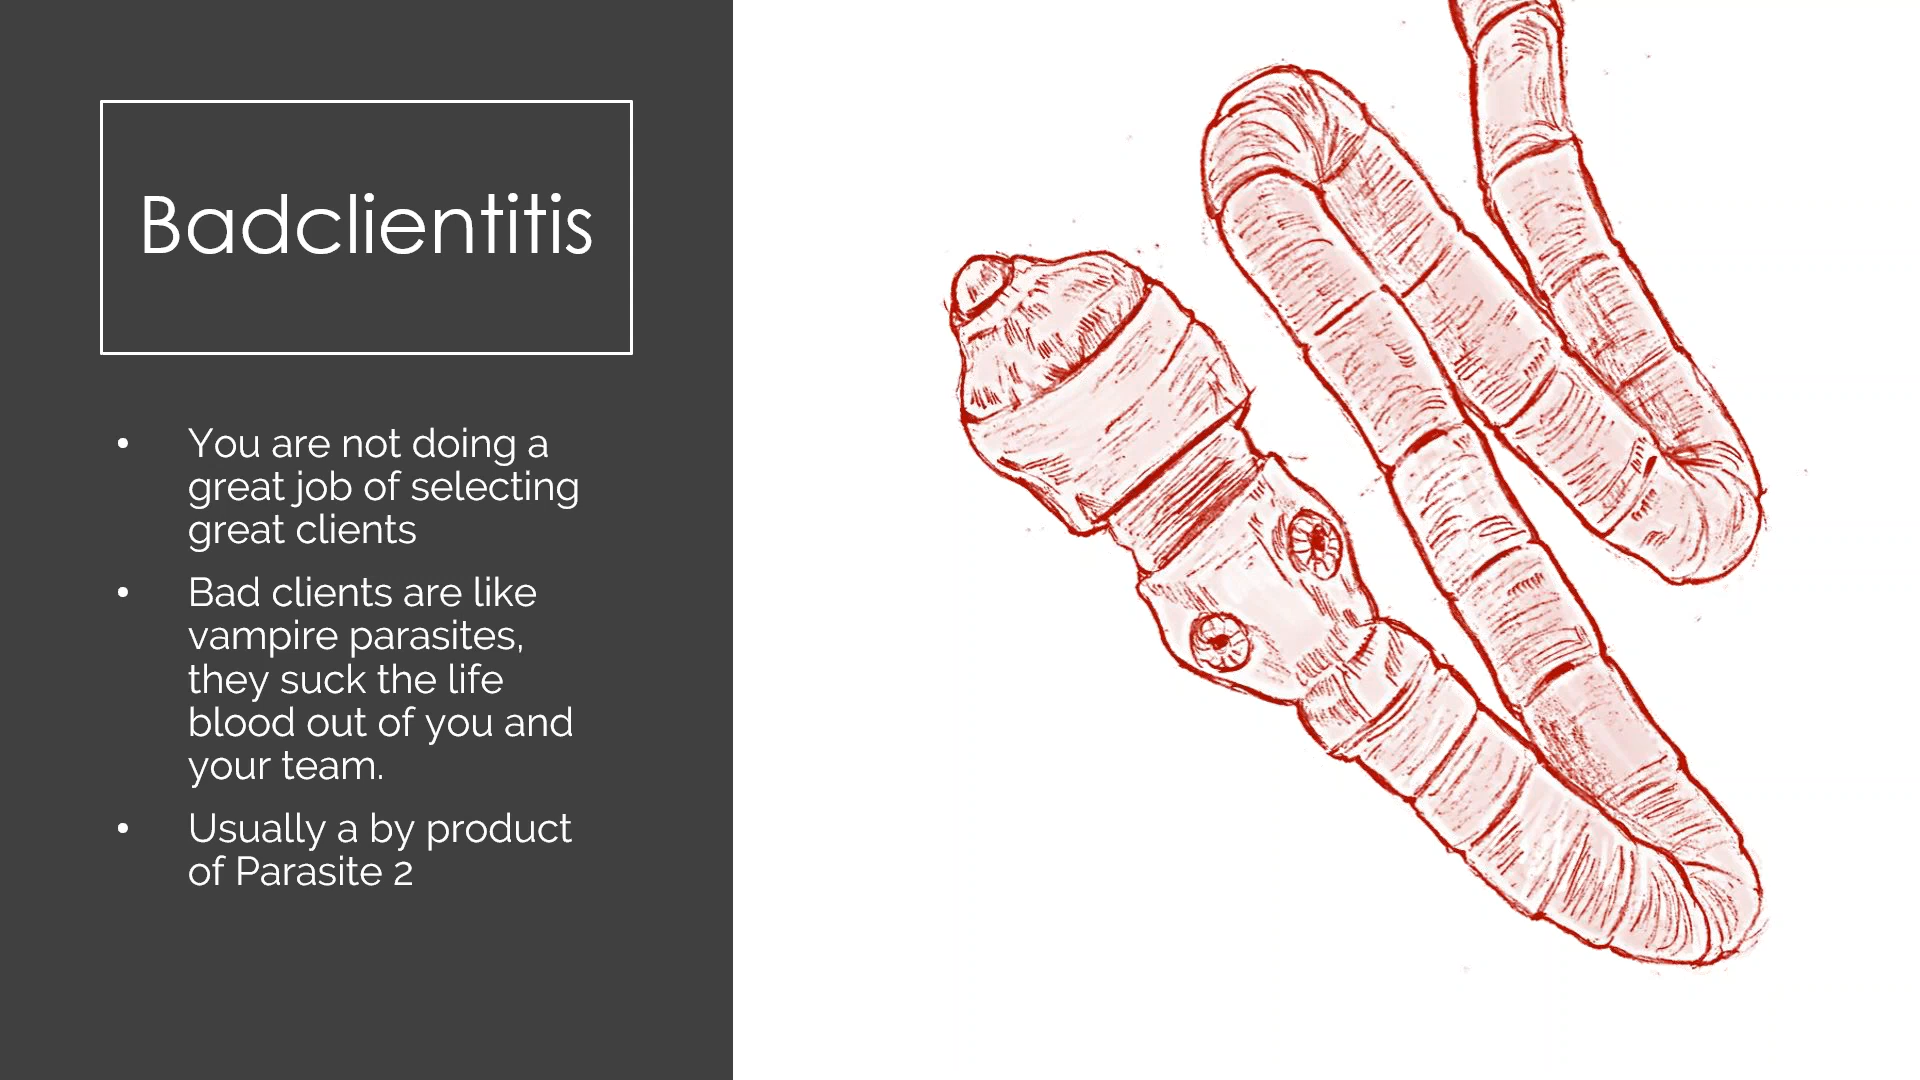 Badclientitis
• You are not doing a
great job of selecting
great clients
• Bad clients are like
vampire parasites,
they suck the life
blood out of you and
your team.
• Usually a by product
of Parasite 2